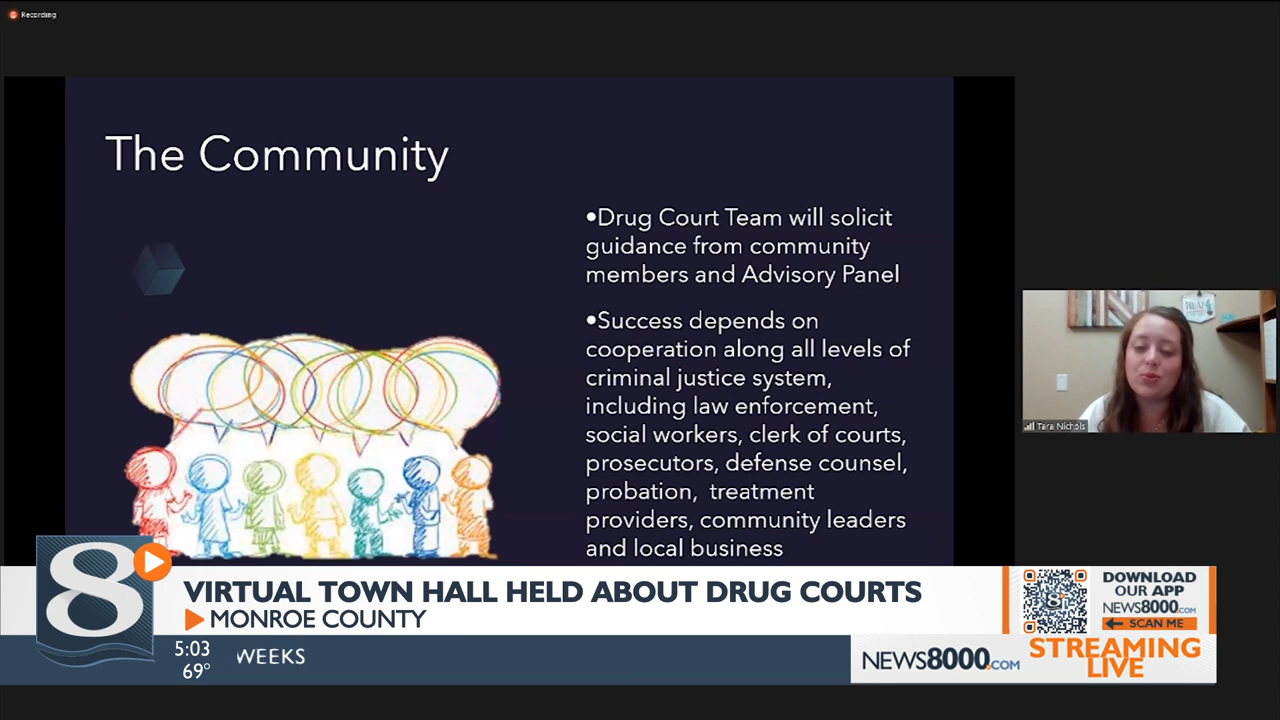 Recording
The Community
•Drug Court Team will solicit
guidance from community
members and Advisory Panel
•Success depends on
cooperation along all levels of
criminal justice system,
including law enforcement,
social workers, clerk of courts,
prosecutors, defense counsel,
probation, treatment
providers, community leaders
and local business
Tara Nichols
8
VIRTUAL TOWN HALL HELD ABOUT DRUG COURTS
MONROE COUNTY
DOWNLOAD
OUR APP
NEWS8000.COM
SCAN ME
5:03
69°
WEEKS
NEWS8000.COM
STREAMING
LIVE